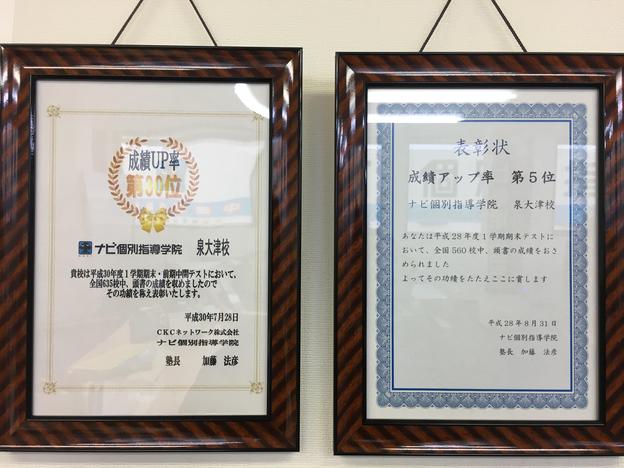 成績UP率
第30位
ナビ個別指導学院 泉大津校
貴校は平成30年度1学期期末・前期中間テストにおいて、
全国635校中、頭書の成績を収めましたので
その功績を称え表彰いたします。
平成30年7月28日
CKCネットワーク株式会社
ナビ個別指導学院
塾長 加藤 法彦
表彰状
成績アップ率 第5位
ナビ個別指導学院 泉大津校
あなたは平成28年度1学期期末テストに
おいて、全国560校中、頭書の成績をおさ
められました
よってその功績をたたえここに賞します
平成28年8月31日
ナビ個別指導学院
塾長 加藤 法彦